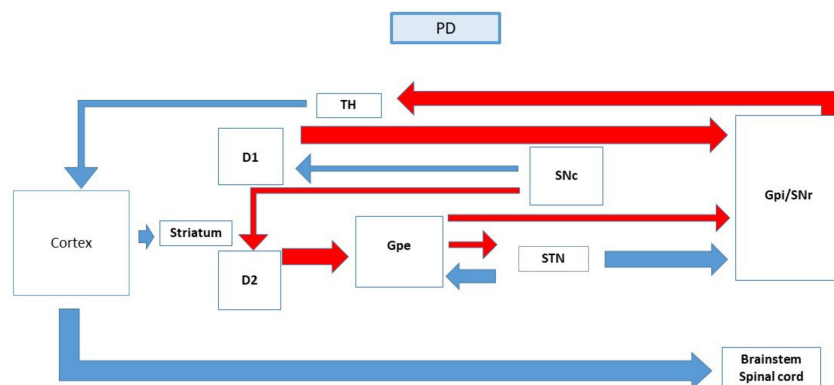 PD
TH
D1
SNc
Gpi/SNr
Cortex
Striatum
Gpe
D2
STN
Brainstem
Spinal cord